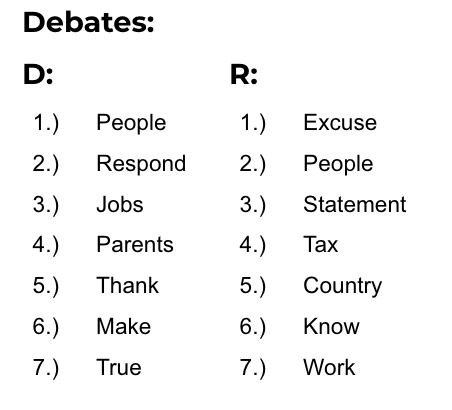 Debates:
D: R:
1.) People 1.) Excuse
2.) Respond 2.) People
3.) Jobs 3.) Statement
4.) Parents 4.) Tax
5.) Thank 5.) Country
6.) Make 6.) Know
7.) True 7.) Work